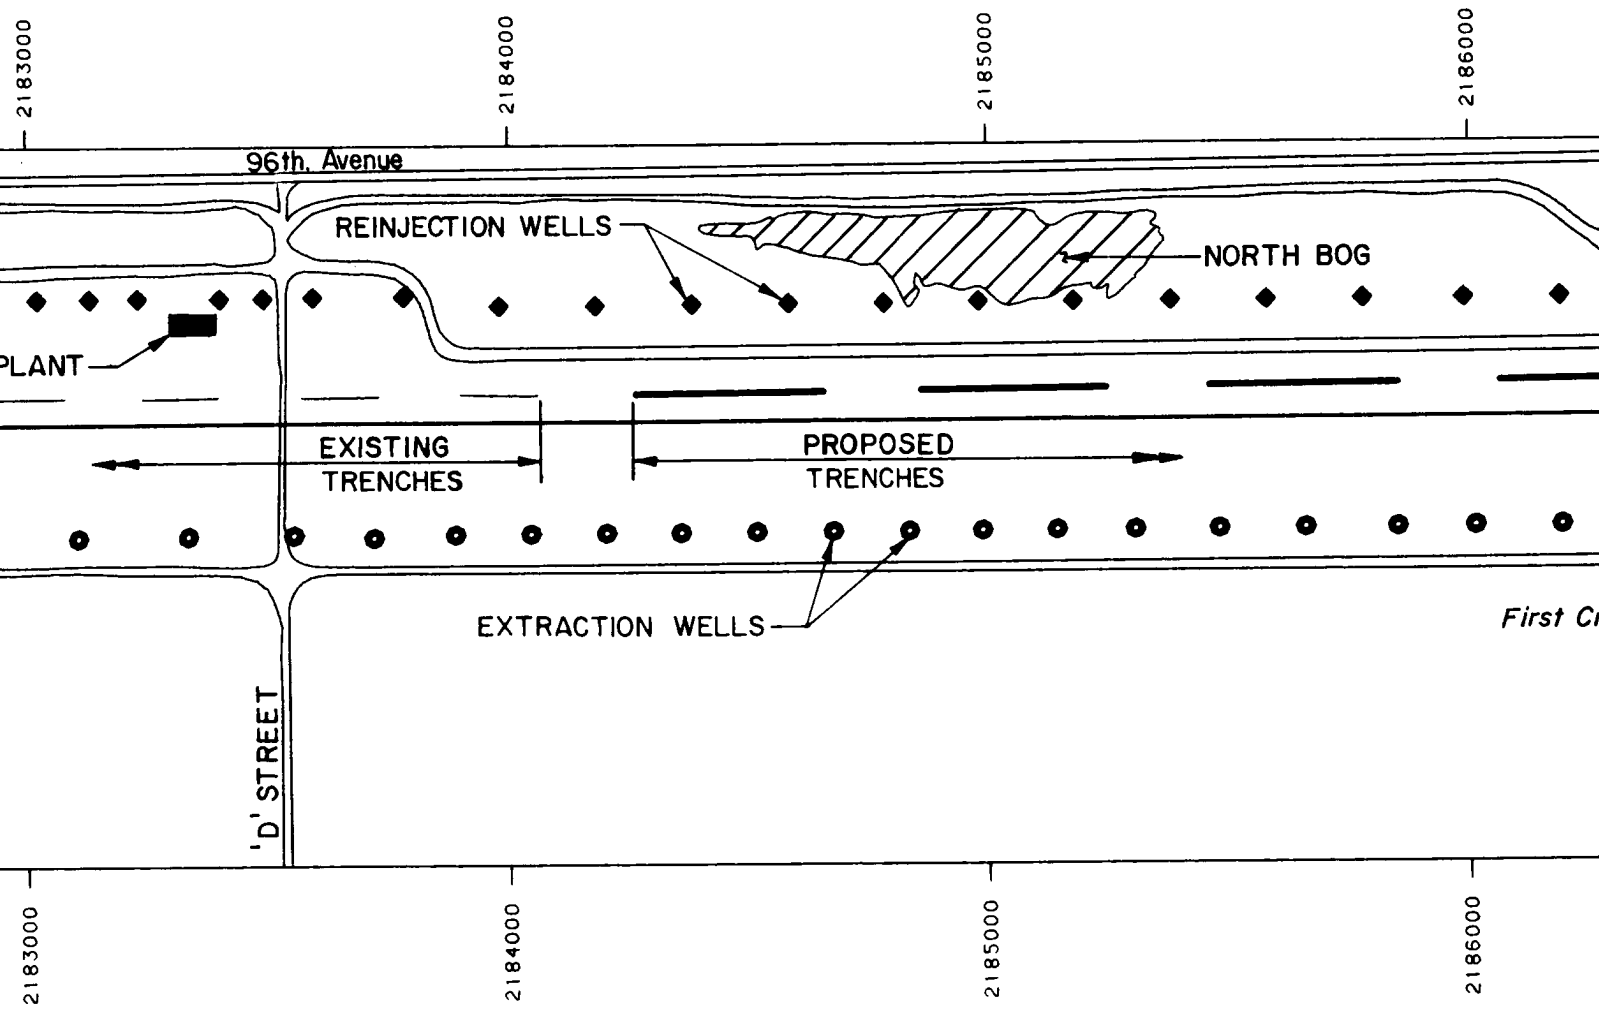 2183000
2184000
2185000
2186000
96th. Avenue
REINJECTION WELLS
NORTH BOG
PLANT
EXISTING
TRENCHES
PROPOSED
TRENCHES
EXTRACTION WELLS
First Cr
'D' STREET
2183000
2184000
2185000
2186000